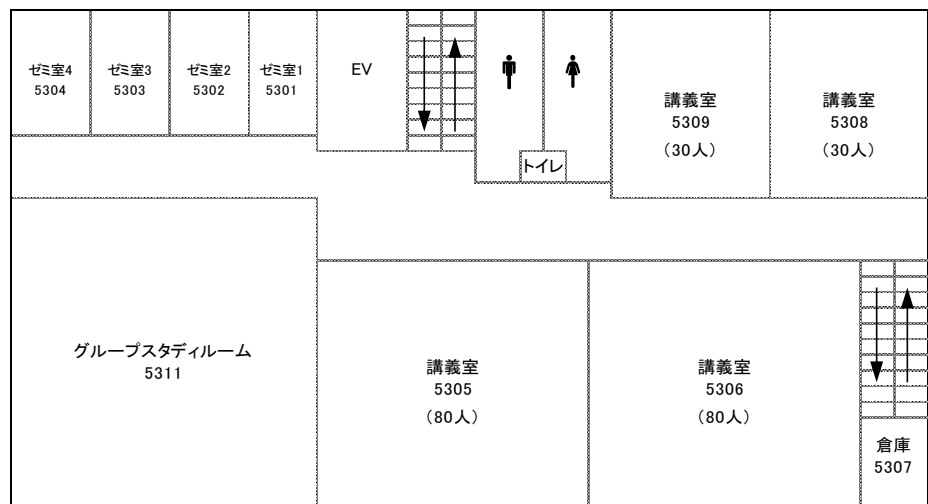 ゼミ室4
5304
ゼミ室3
5303
ゼミ室2
5302
ゼミ室1
5301
EV
トイレ
講義室
5309
（30人）
講義室
5308
（30人）
グループスタディルーム
5311
講義室
5305
（80人）
講義室
5306
（80人）
倉庫
5307